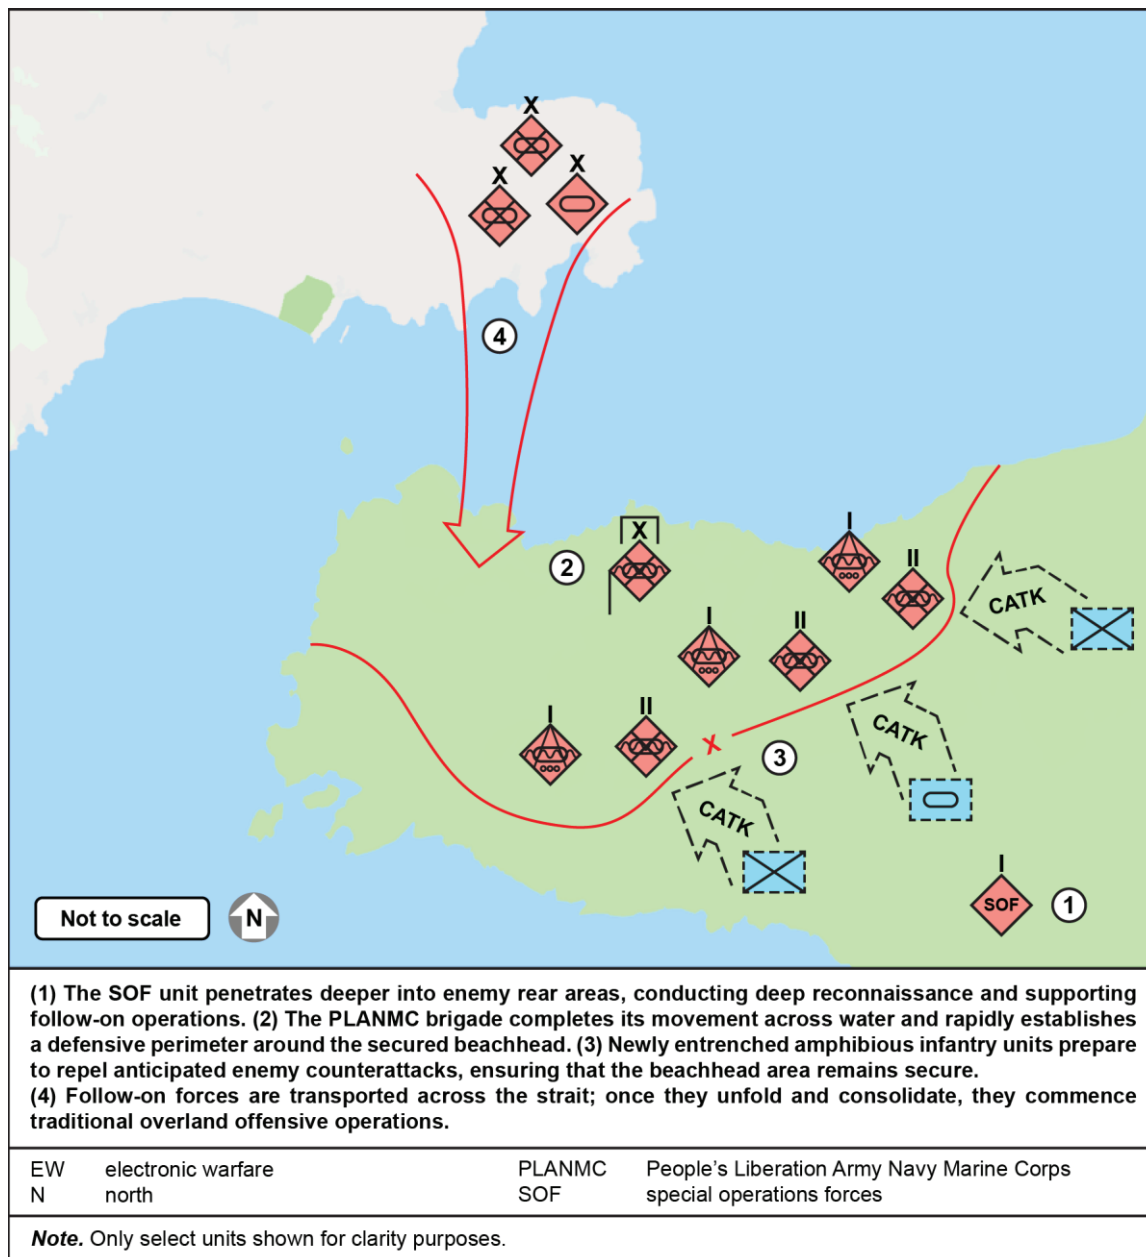 X
X
X
4
X
2
I
II
CATK
I
II
I
II
X
3
CATK
CATK
I
SOF
1
Not to scale
N
(1) The SOF unit penetrates deeper into enemy rear areas, conducting deep reconnaissance and supporting
follow-on operations. (2) The PLANMC brigade completes its movement across water and rapidly establishes
a defensive perimeter around the secured beachhead. (3) Newly entrenched amphibious infantry units prepare
to repel anticipated enemy counterattacks, ensuring that the beachhead area remains secure.
(4) Follow-on forces are transported across the strait; once they unfold and consolidate, they commence
traditional overland offensive operations.
EW electronic warfare PLANMC People's Liberation Army Navy Marine Corps
N north SOF special operations forces
Note. Only select units shown for clarity purposes.